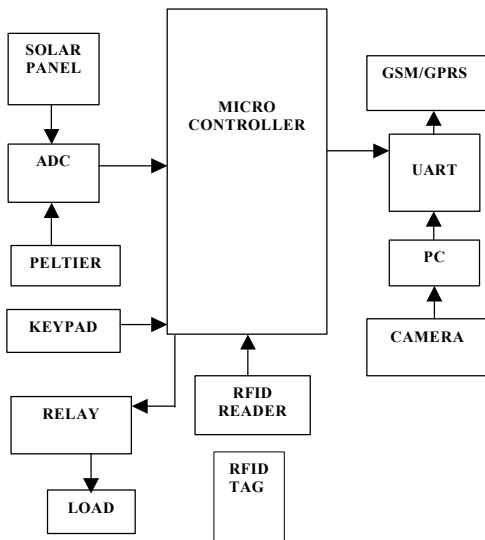 SOLAR
PANEL
ADC
PELTIER
KEYPAD
RELAY
LOAD
MICRO
CONTROLLER
RFID
READER
RFID
TAG
GSM/GPRS
UART
PC
CAMERA